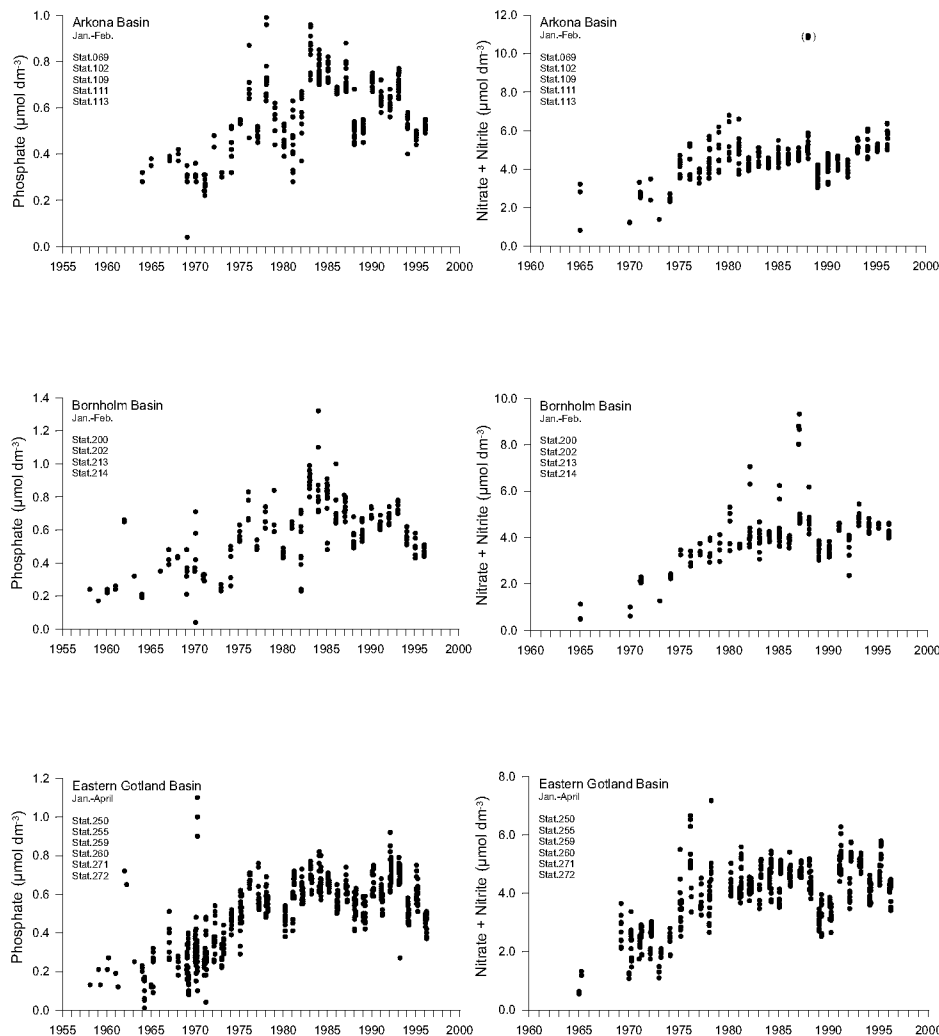 Arkona Basin
Jan.-Feb.
Stat.069
Stat.102
Stat.109
Stat.111
Stat.113
Phosphate (µmol dm-3)
1.0
0.8
0.6
0.4
0.2
0.0
1955 1960 1965 1970 1975 1980 1985 1990 1995 2000
Arkona Basin
Jan.-Feb.
Stat.069
Stat.102
Stat.109
Stat.111
Stat.113
Nitrate + Nitrite (µmol dm-3)
12.0
10.0
8.0
6.0
4.0
2.0
0.0
1960 1965 1970 1975 1980 1985 1990 1995 2000
Bornholm Basin
Jan.-Feb.
Stat.200
Stat.202
Stat.213
Stat.214
Phosphate (µmol dm-3)
1.4
1.2
1.0
0.8
0.6
0.4
0.2
0.0
1955 1960 1965 1970 1975 1980 1985 1990 1995 2000
Bornholm Basin
Jan.-Feb.
Stat.200
Stat.202
Stat.213
Stat.214
Nitrate + Nitrite (µmol dm-3)
10.0
8.0
6.0
4.0
2.0
0.0
1960 1965 1970 1975 1980 1985 1990 1995 2000
Eastern Gotland Basin
Jan.-April
Stat.250
Stat.255
Stat.259
Stat.260
Stat.271
Stat.272
Phosphate (µmol dm-3)
1.2
1.0
0.8
0.6
0.4
0.2
0.0
1955 1960 1965 1970 1975 1980 1985 1990 1995 2000
Eastern Gotland Basin
Jan.-April
Stat.250
Stat.255
Stat.259
Stat.260
Stat.271
Stat.272
Nitrate + Nitrite (µmol dm-3)
8.0
6.0
4.0
2.0
0.0
1960 1965 1970 1975 1980 1985 1990 1995 2000